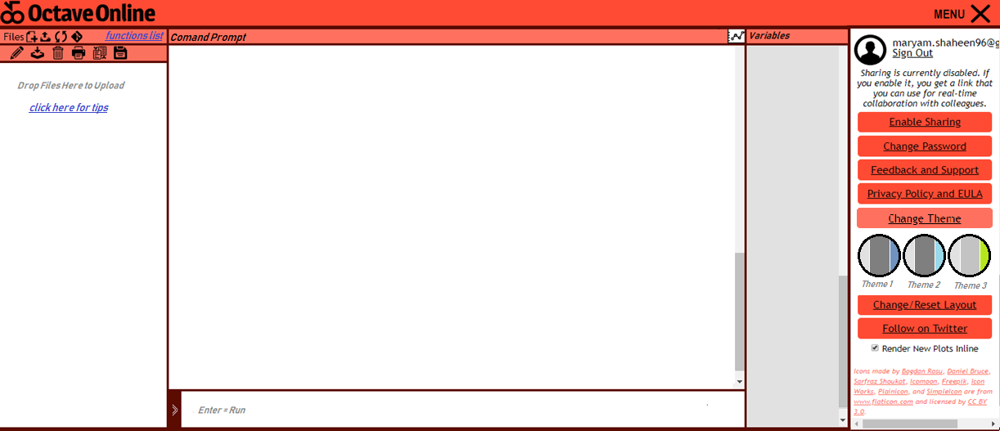 Octave Online
MENU
Files
functions list
Comand Prompt
Variables
Drop Files Here to Upload
click here for tips
Enter = Run
maryam.shaheen96@g
Sign Out
Sharing is currently disabled. If
you enable it, you get a link that
you can use for real-time
collaboration with colleagues.
Enable Sharing
Change Password
Feedback and Support
Privacy Policy and EULA
Change Theme
Theme 1 Theme 2 Theme 3
Change/Reset Layout
Follow on Twitter
Render New Plots Inline
Icons made by Bogdan Rosu, Daniel Bruce,
Sarfraz Shoukat, Icomoon, Freepik, Icon
Works, Plainicon, and SimpleIcon are from
www.flaticon.com and licensed by CC BY
3.0.